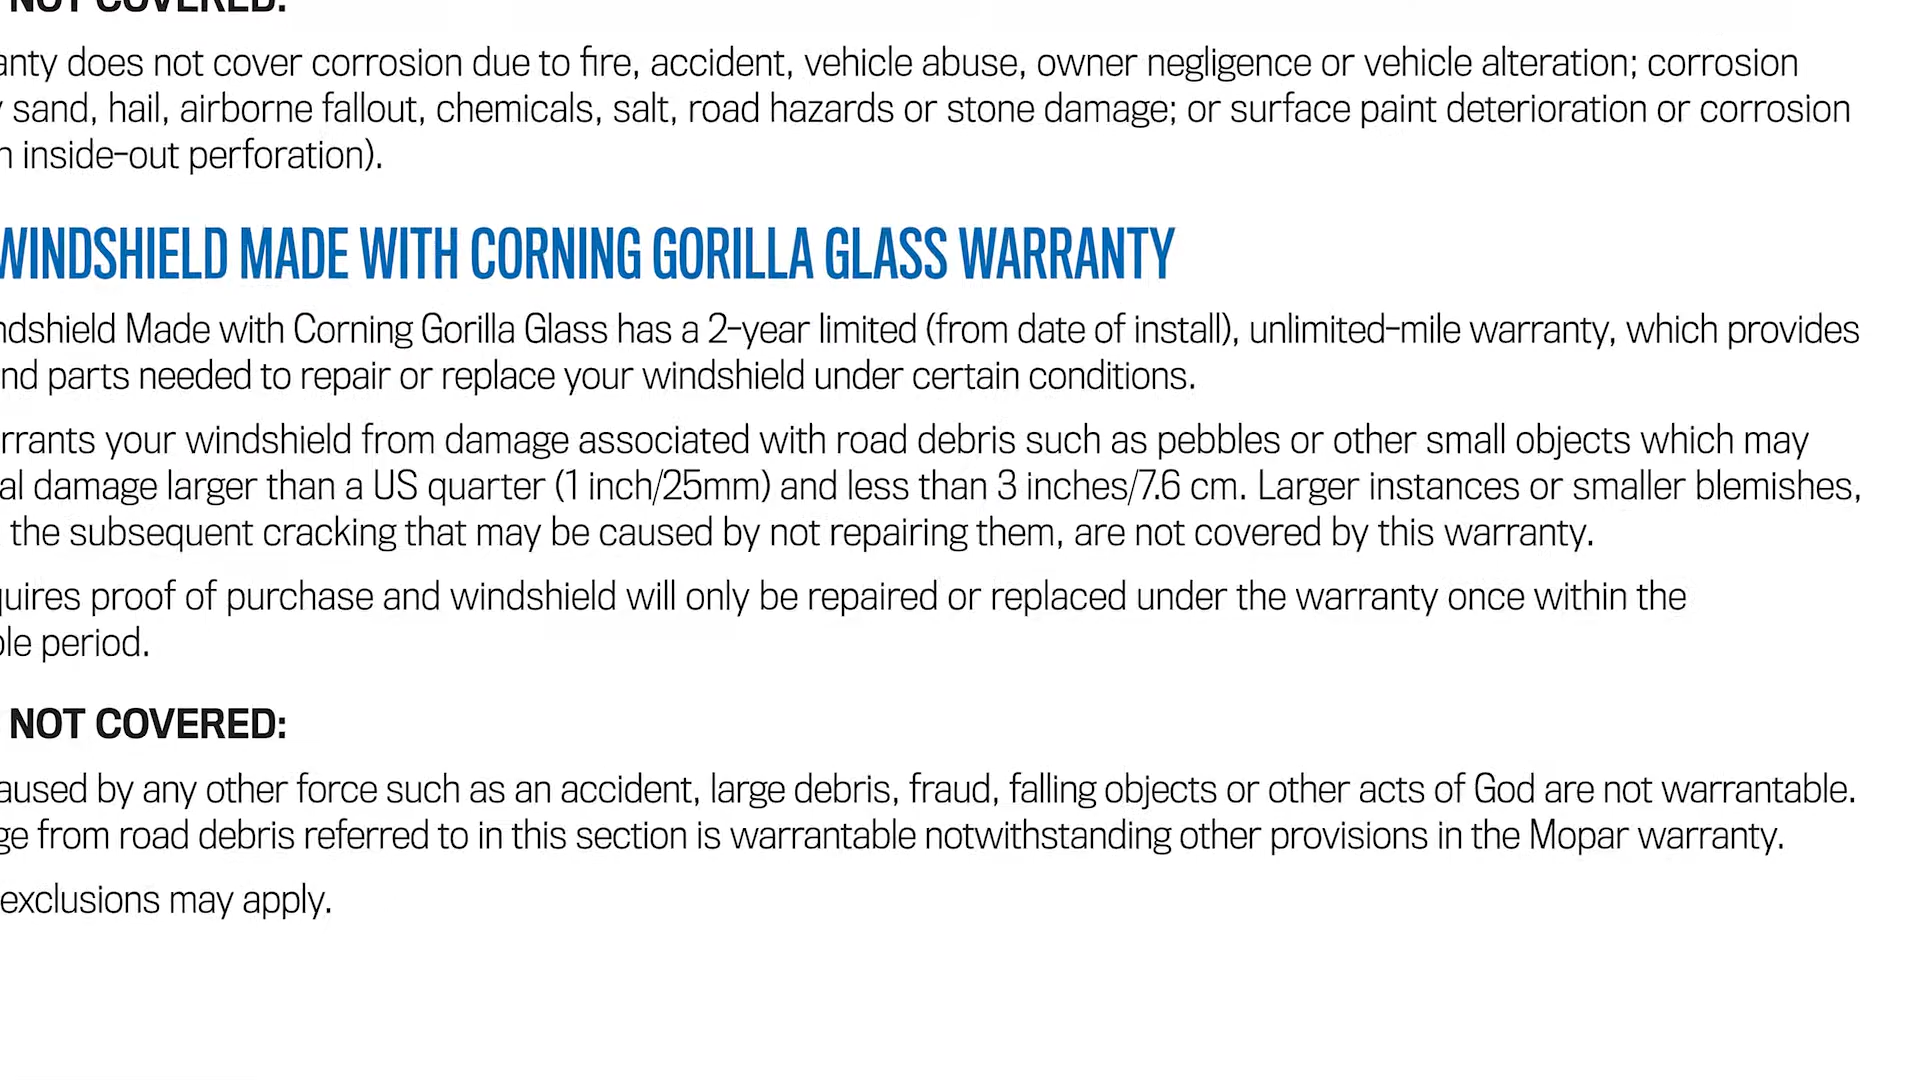 NOT COVERED:
does not cover corrosion due to fire, accident, vehicle abuse, owner negligence or vehicle alteration; corrosion
sand, hail, airborne fallout, chemicals, salt, road hazards or stone damage; or surface paint deterioration or corrosion
inside-out perforation).
WINDSHIELD MADE WITH CORNING GORILLA GLASS WARRANTY
Made with Corning Gorilla Glass has a 2-year limited (from date of install), unlimited-mile warranty, which provides
parts needed to repair or replace your windshield under certain conditions.
your windshield from damage associated with road debris such as pebbles or other small objects which may
damage larger than a US quarter (1 inch/25mm) and less than 3 inches/7.6 cm. Larger instances or smaller blemishes,
the subsequent cracking that may be caused by not repairing them, are not covered by this warranty.
proof of purchase and windshield will only be repaired or replaced under the warranty once within the
period.
NOT COVERED:
by any other force such as an accident, large debris, fraud, falling objects or other acts of God are not warrantable.
from road debris referred to in this section is warrantable notwithstanding other provisions in the Mopar warranty.
exclusions may apply.